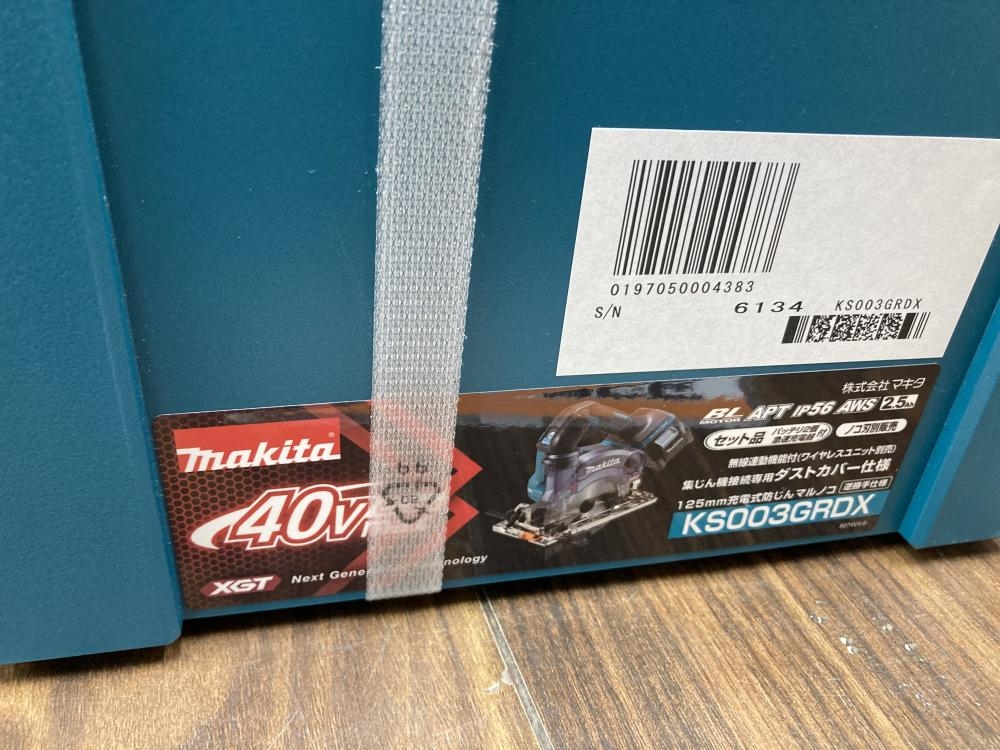 0197050004383
S/N 6134 KS003GRDX
株式会社 マキタ
makita
40V
XGT Next Gene nology
makita
BL MOTOR APT IP56 AWS 2.5Ah
セット品 バッテリ2個 急速充電器 付 ノコ刃別販売
無線連動機能付(ワイヤレスユニット別売)
集じん機接続専用ダストカバー仕様
125mm充電式防じんマルノコ 逆勝手仕様
KS003GRDX